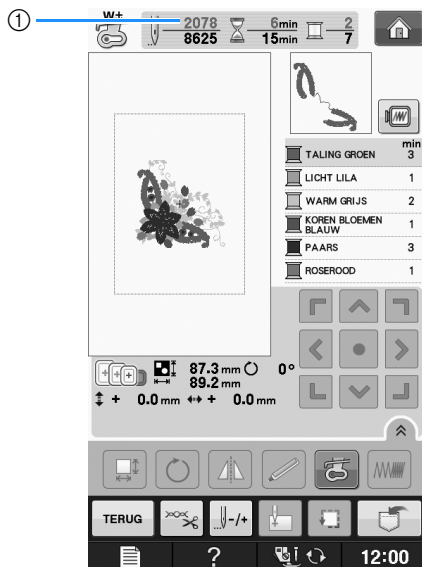 ① W+ 2078 6min 2
8625 15min 7
min
TALING GROEN 3
LICHT LILA 1
WARM GRIJS 2
KOREN BLOEMEN
BLAUW 1
PAARS 3
ROSEROOD 1
87.3 mm 0°
89.2 mm
+ 0.0 mm + 0.0 mm
TERUG -/+
? i 12:00